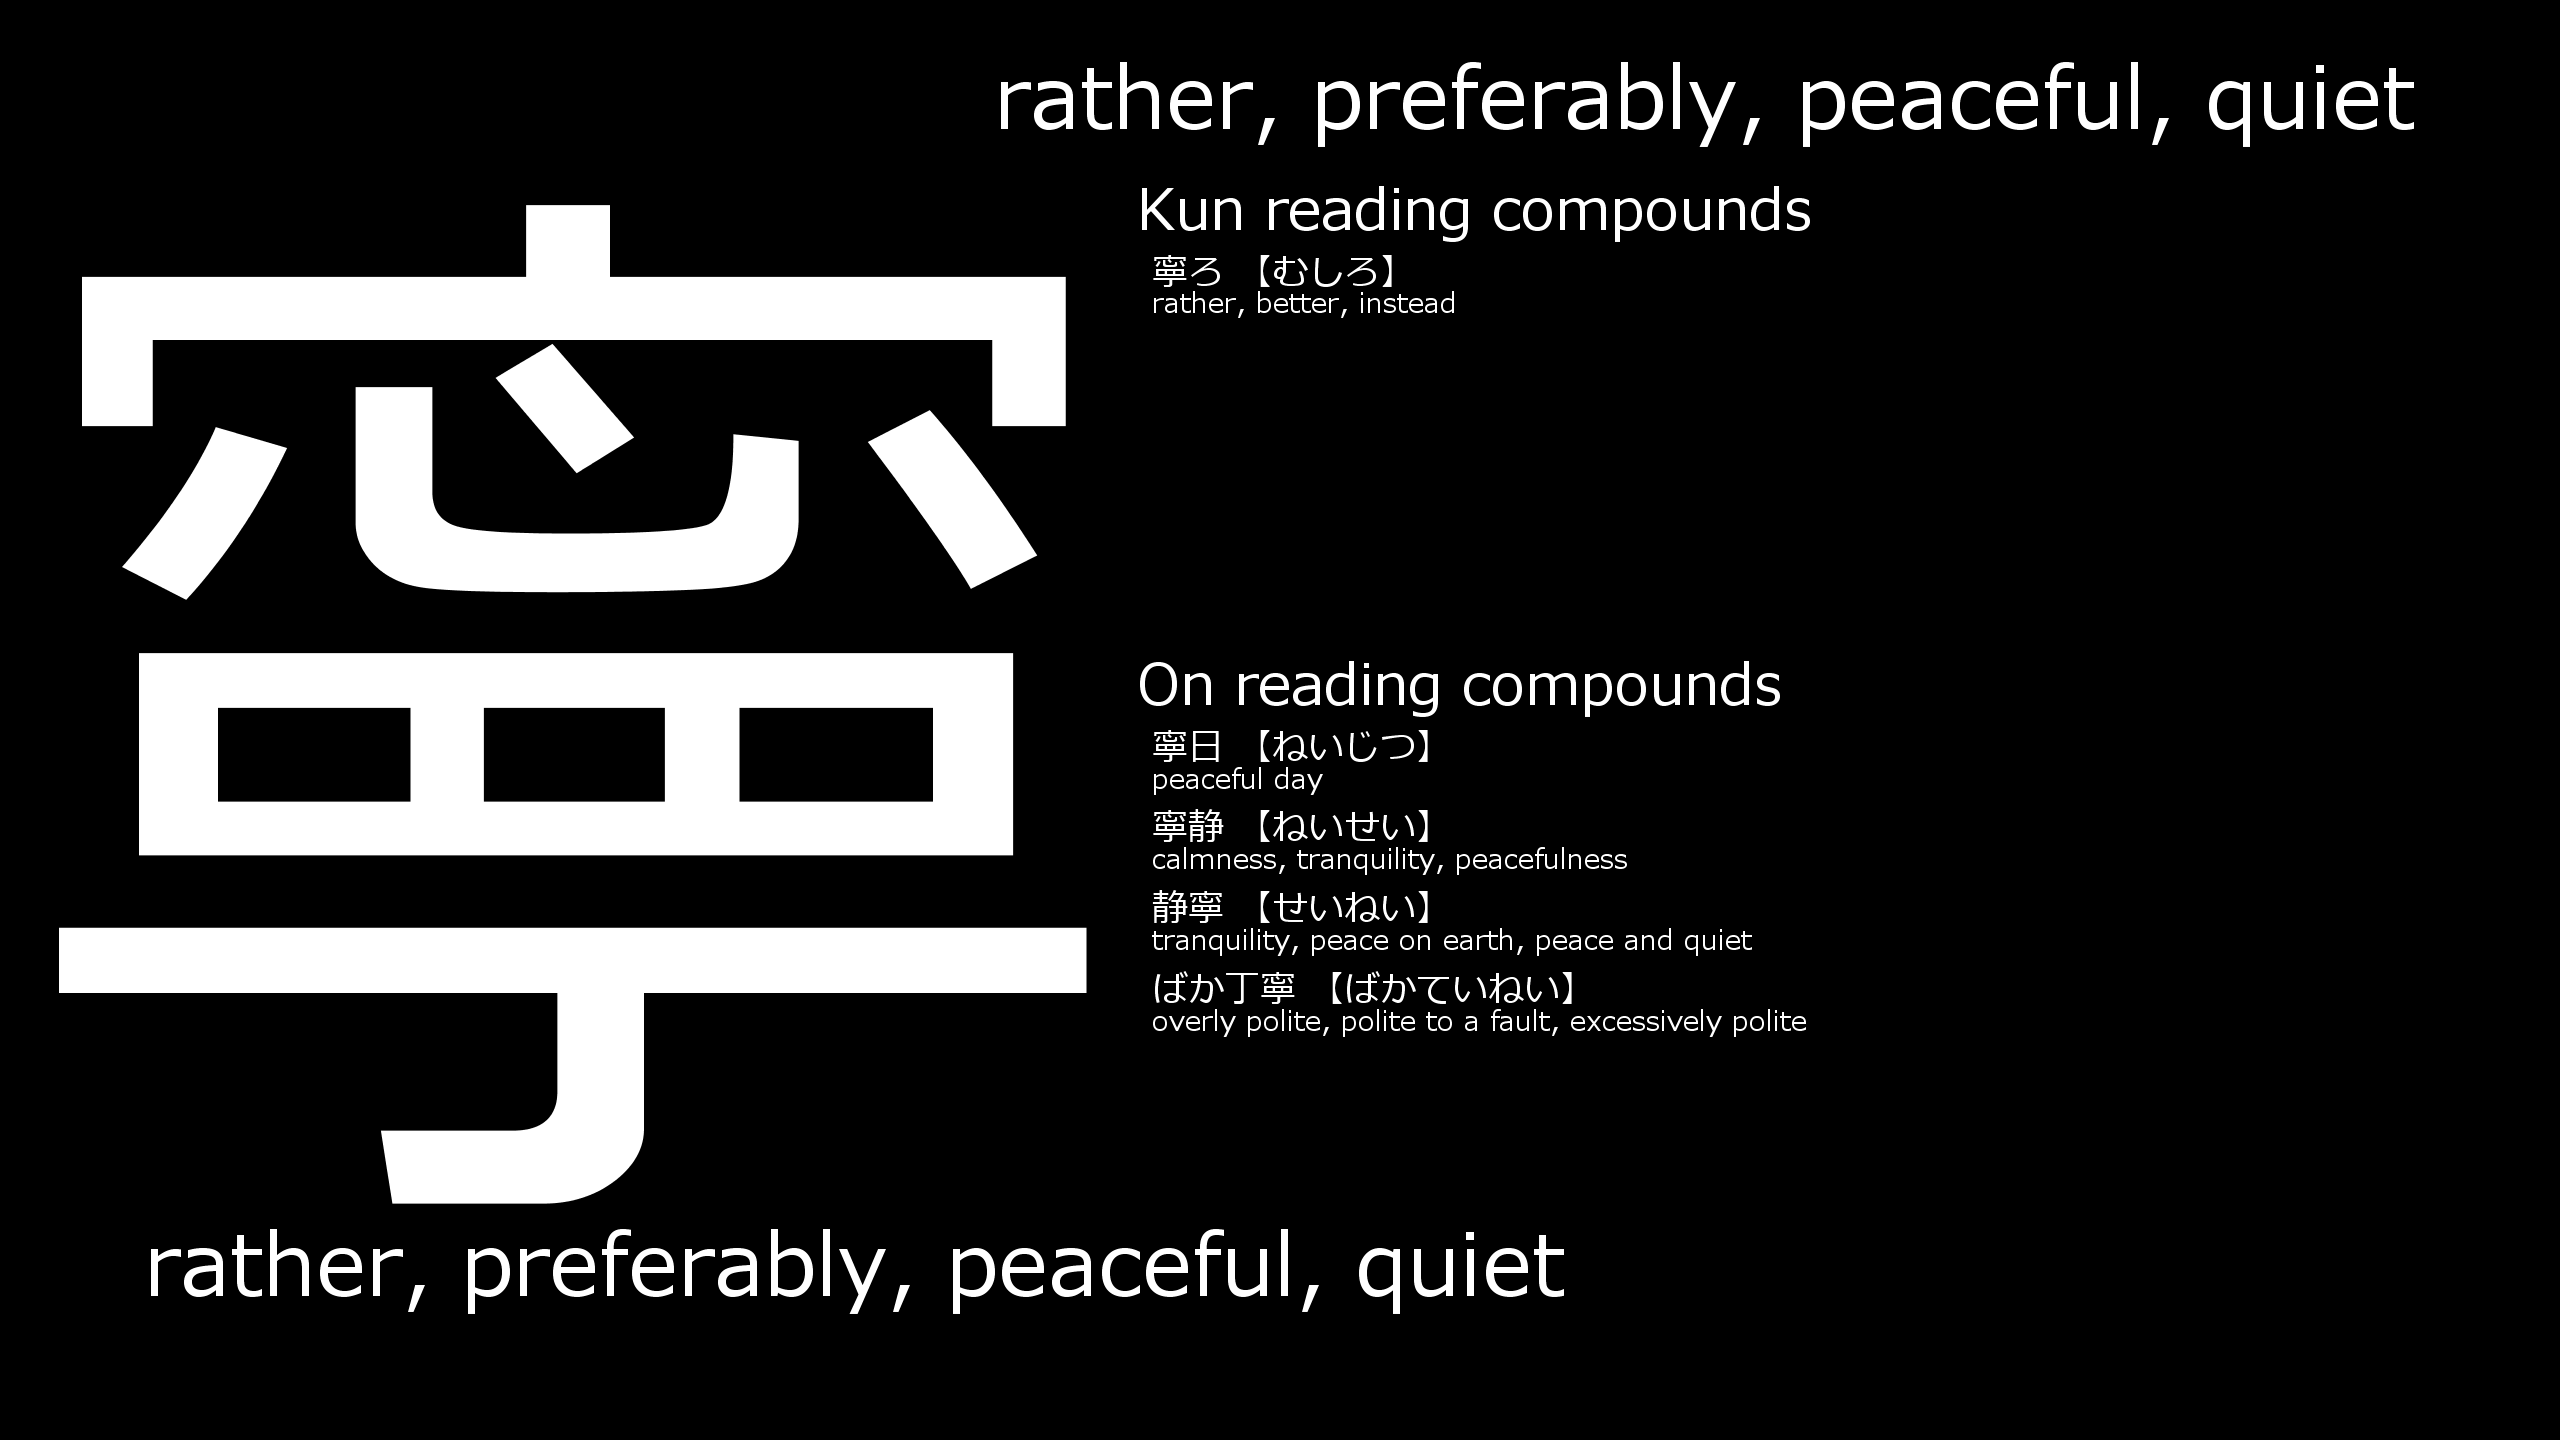 rather, preferably, peaceful, quiet
寧
Kun reading compounds
寧ろ 【むしろ】
rather, better, instead
On reading compounds
寧日 【ねいじつ】
peaceful day
寧静 【ねいせい】
calmness, tranquility, peacefulness
静寧 【せいねい】
tranquility, peace on earth, peace and quiet
ばか丁寧 【ばかていねい】
overly polite, polite to a fault, excessively polite
rather, preferably, peaceful, quiet